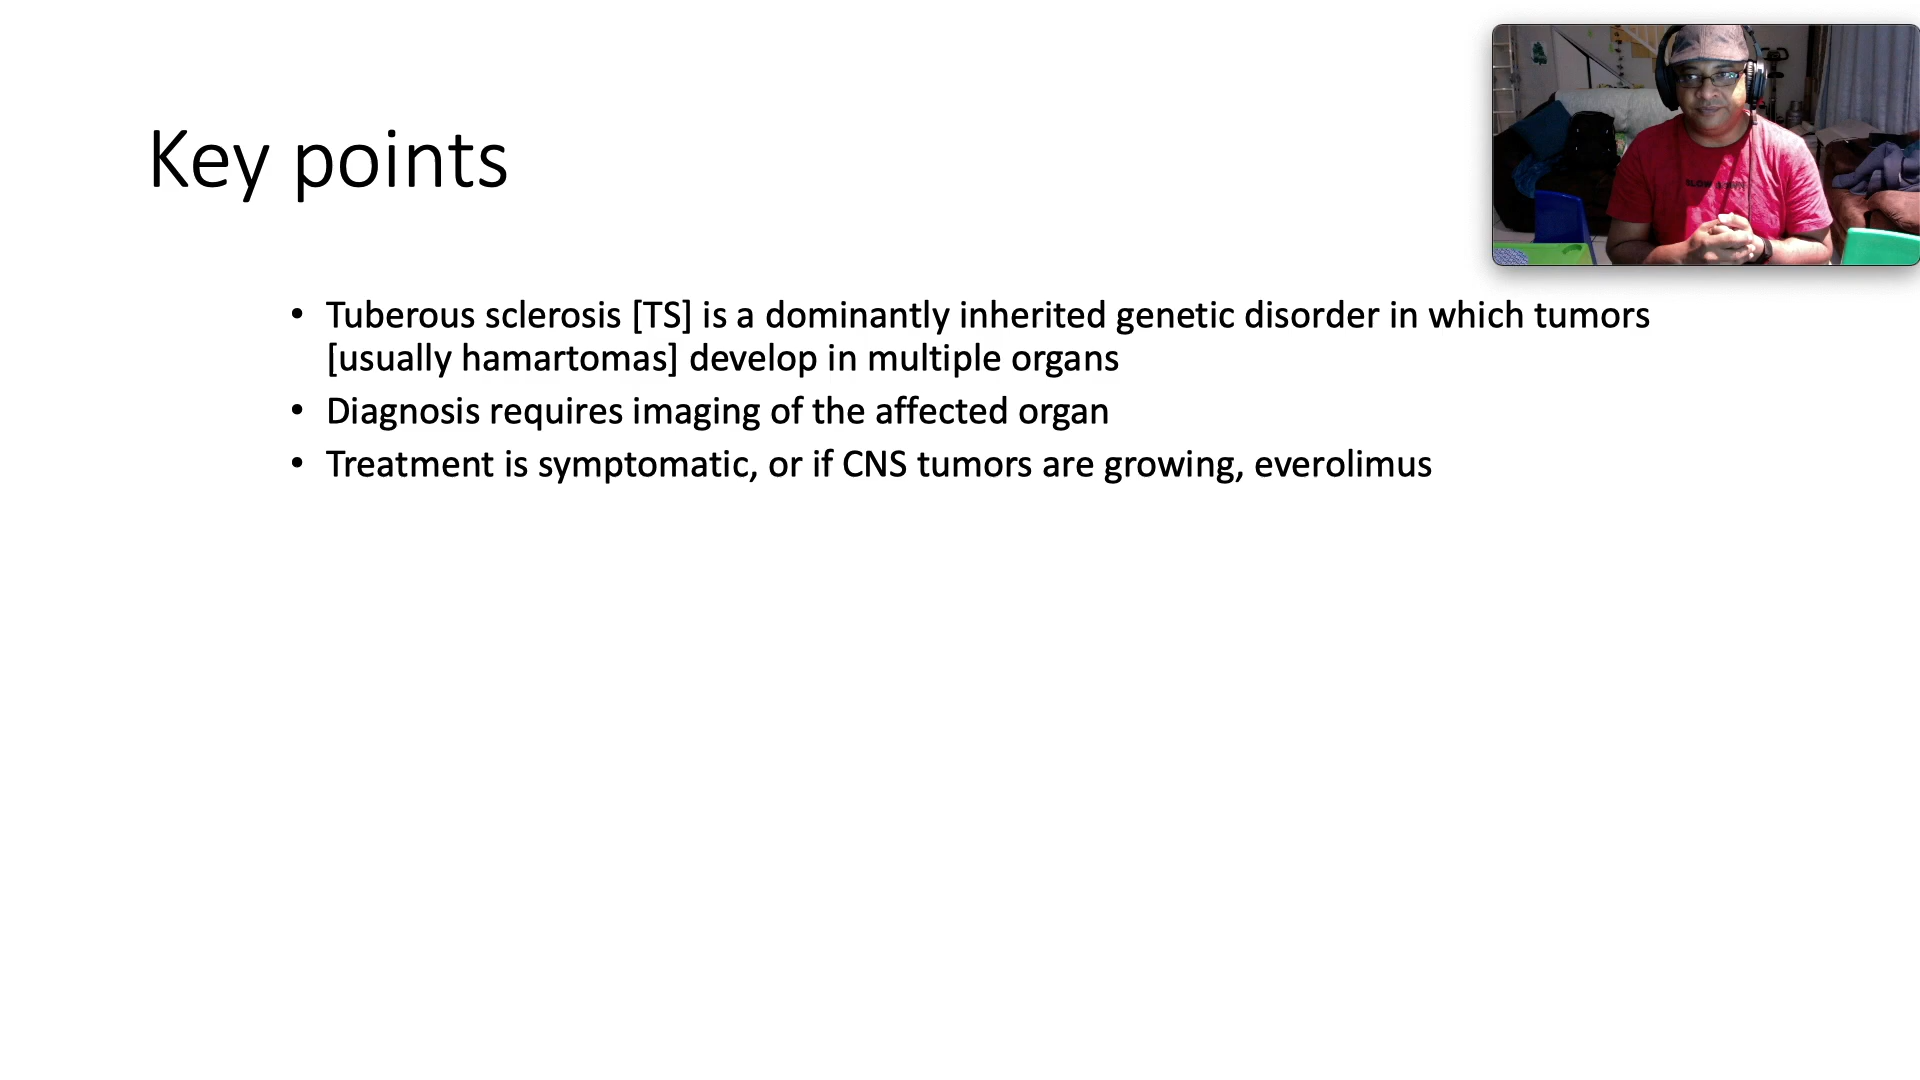 Key points
• Tuberous sclerosis [TS] is a dominantly inherited genetic disorder in which tumors
[usually hamartomas] develop in multiple organs
• Diagnosis requires imaging of the affected organ
• Treatment is symptomatic, or if CNS tumors are growing, everolimus